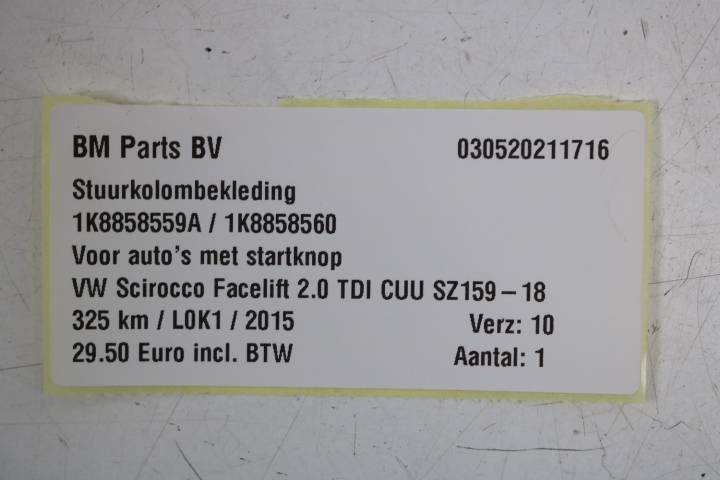 BM Parts BV 030520211716
Stuurkolombekleding
1K8858559A / 1K8858560
Voor auto's met startknop
VW Scirocco Facelift 2.0 TDI CUU SZ159 – 18
325 km / L0K1 / 2015 Verz: 10
29.50 Euro incl. BTW Aantal: 1